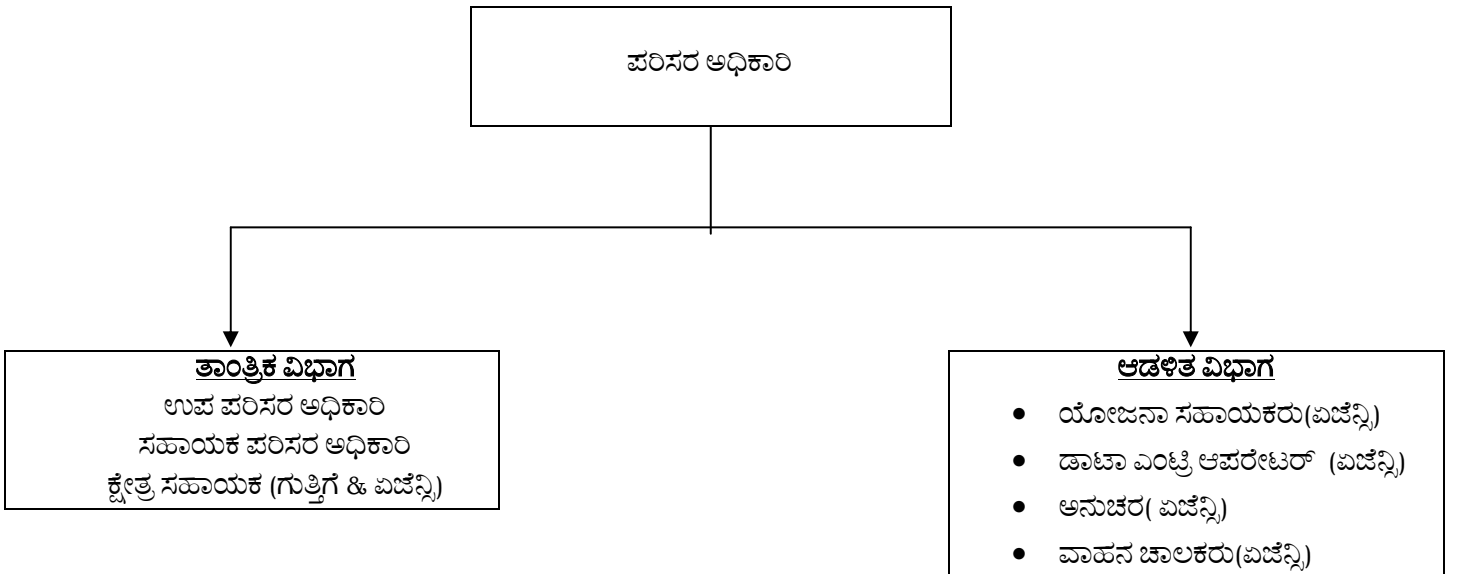 ಪರಿಸರ ಅಧಿಕಾರಿ
ತಾಂತ್ರಿಕ ವಿಭಾಗ
ಉಪ ಪರಿಸರ ಅಧಿಕಾರಿ
ಸಹಾಯಕ ಪರಿಸರ ಅಧಿಕಾರಿ
ಕ್ಷೇತ್ರ ಸಹಾಯಕ (ಗುತ್ತಿಗೆ & ಏಜೆನ್ಸಿ)
ಆಡಳಿತ ವಿಭಾಗ
• ಯೋಜನಾ ಸಹಾಯಕರು(ಏಜೆನ್ಸಿ)
• ಡಾಟಾ ಎಂಟ್ರಿ ಆಪರೇಟರ್ (ಏಜೆನ್ಸಿ)
• ಅನುಚರ( ಏಜೆನ್ಸಿ)
• ವಾಹನ ಚಾಲಕರು(ಏಜೆನ್ಸಿ)